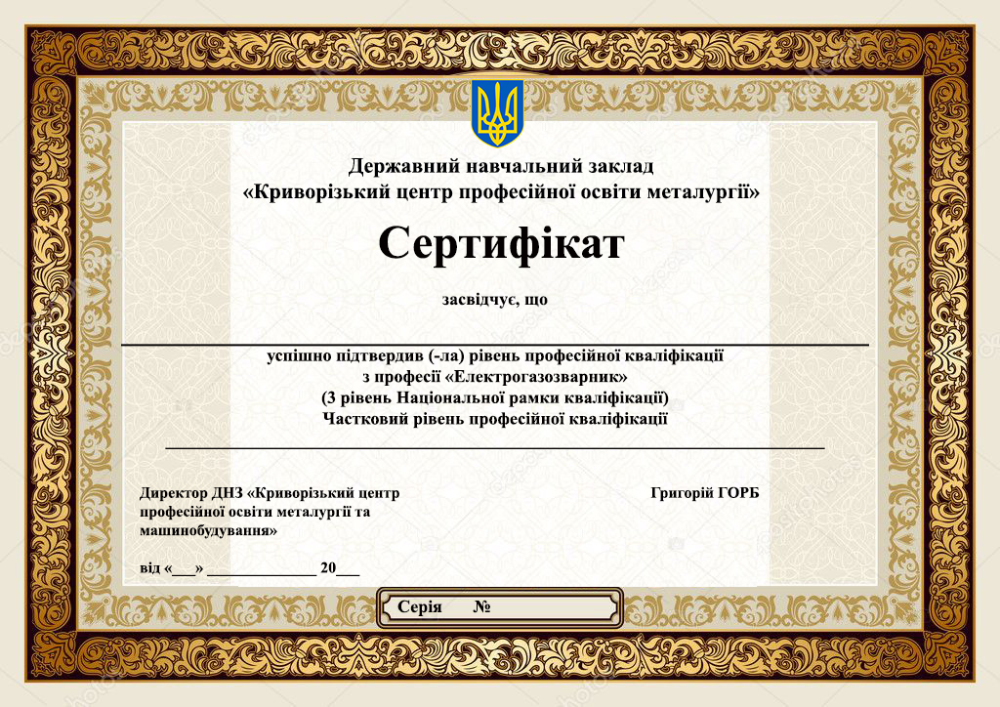 Державний навчальний заклад
«Криворізький центр професійної освіти металургії»
Сертифікат
засвідчує, що
успішно підтвердив (-ла) рівень професійної кваліфікації
з професії «Електрогазозварник»
(3 рівень Національної рамки кваліфікації)
Частковий рівень професійної кваліфікації
Директор ДНЗ «Криворізький центр
професійної освіти металургії та
машинобудування»
Григорій ГОРБ
від «___» ______________ 20___
Серія №